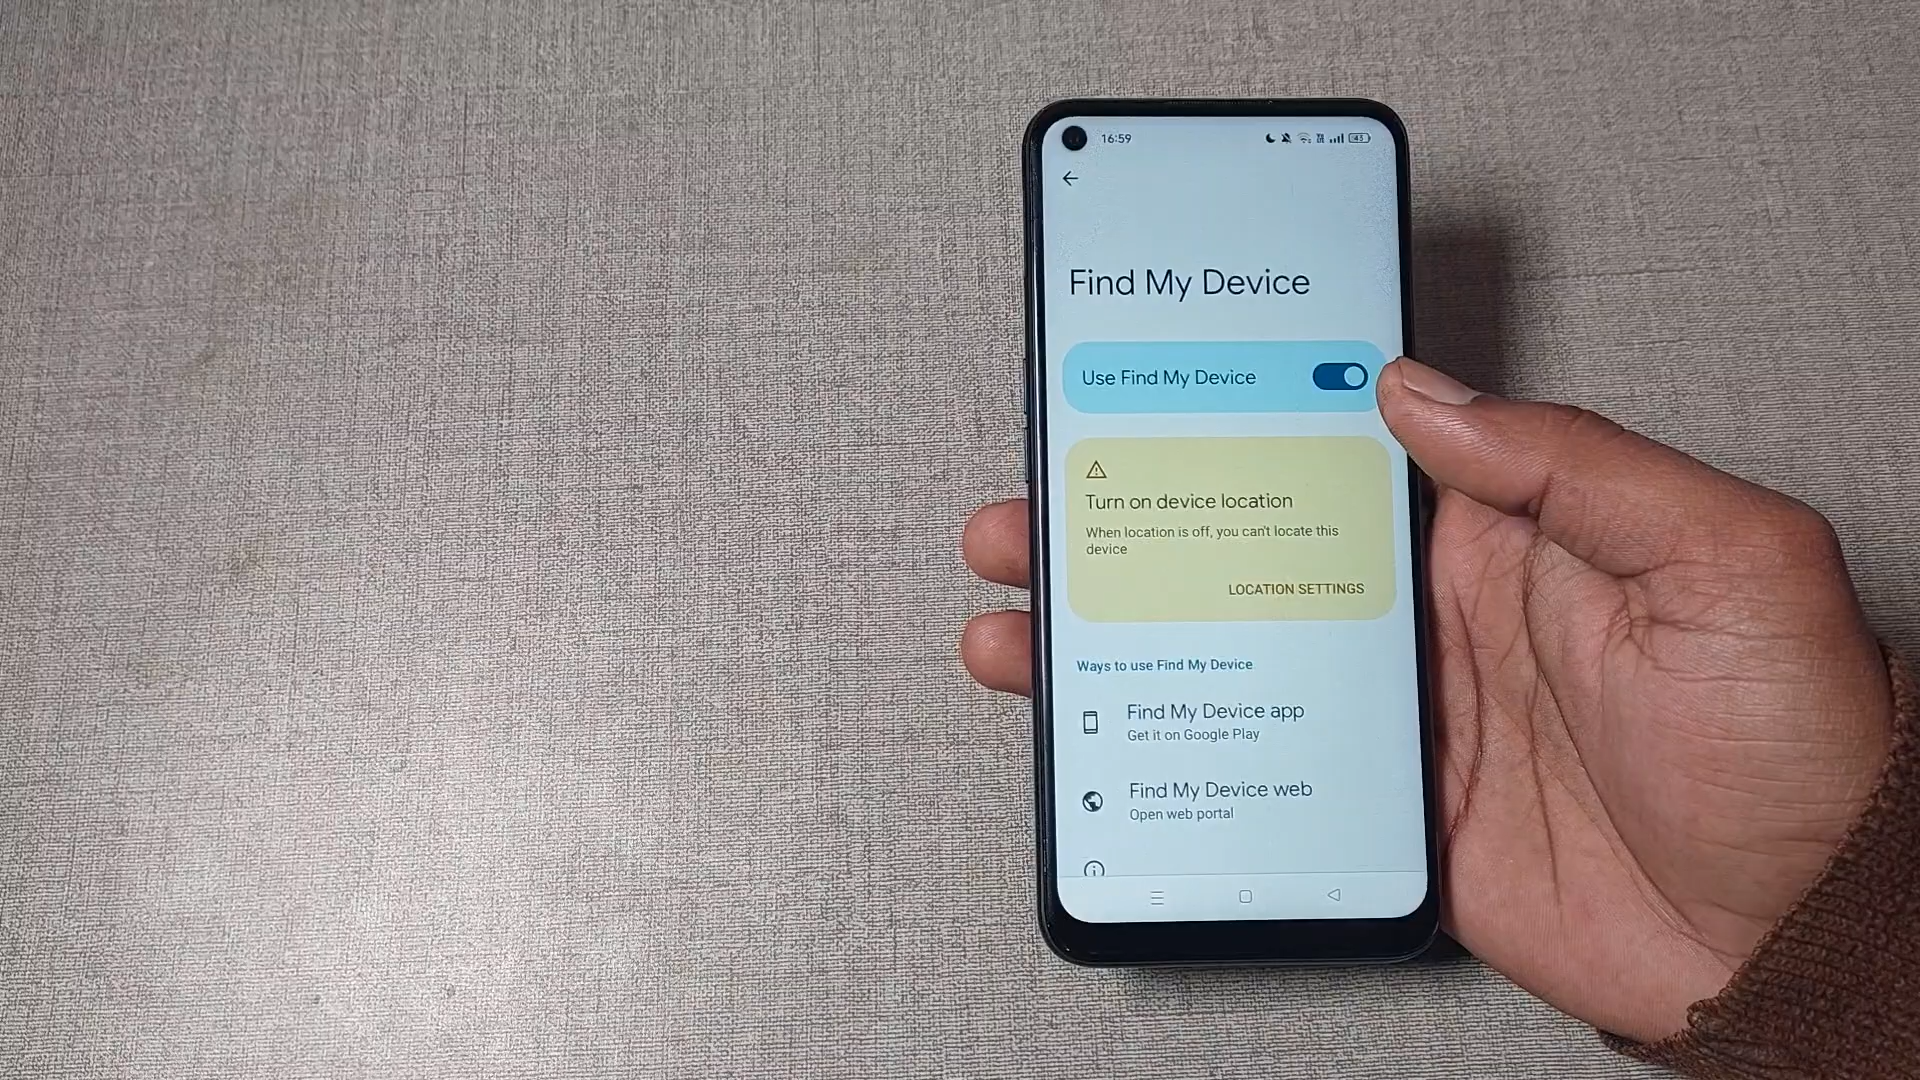 16:59
43
Find My Device
Use Find My Device
Turn on device location
When location is off, you can't locate this
device
LOCATION SETTINGS
Ways to use Find My Device
Find My Device app
Get it on Google Play
Find My Device web
Open web portal